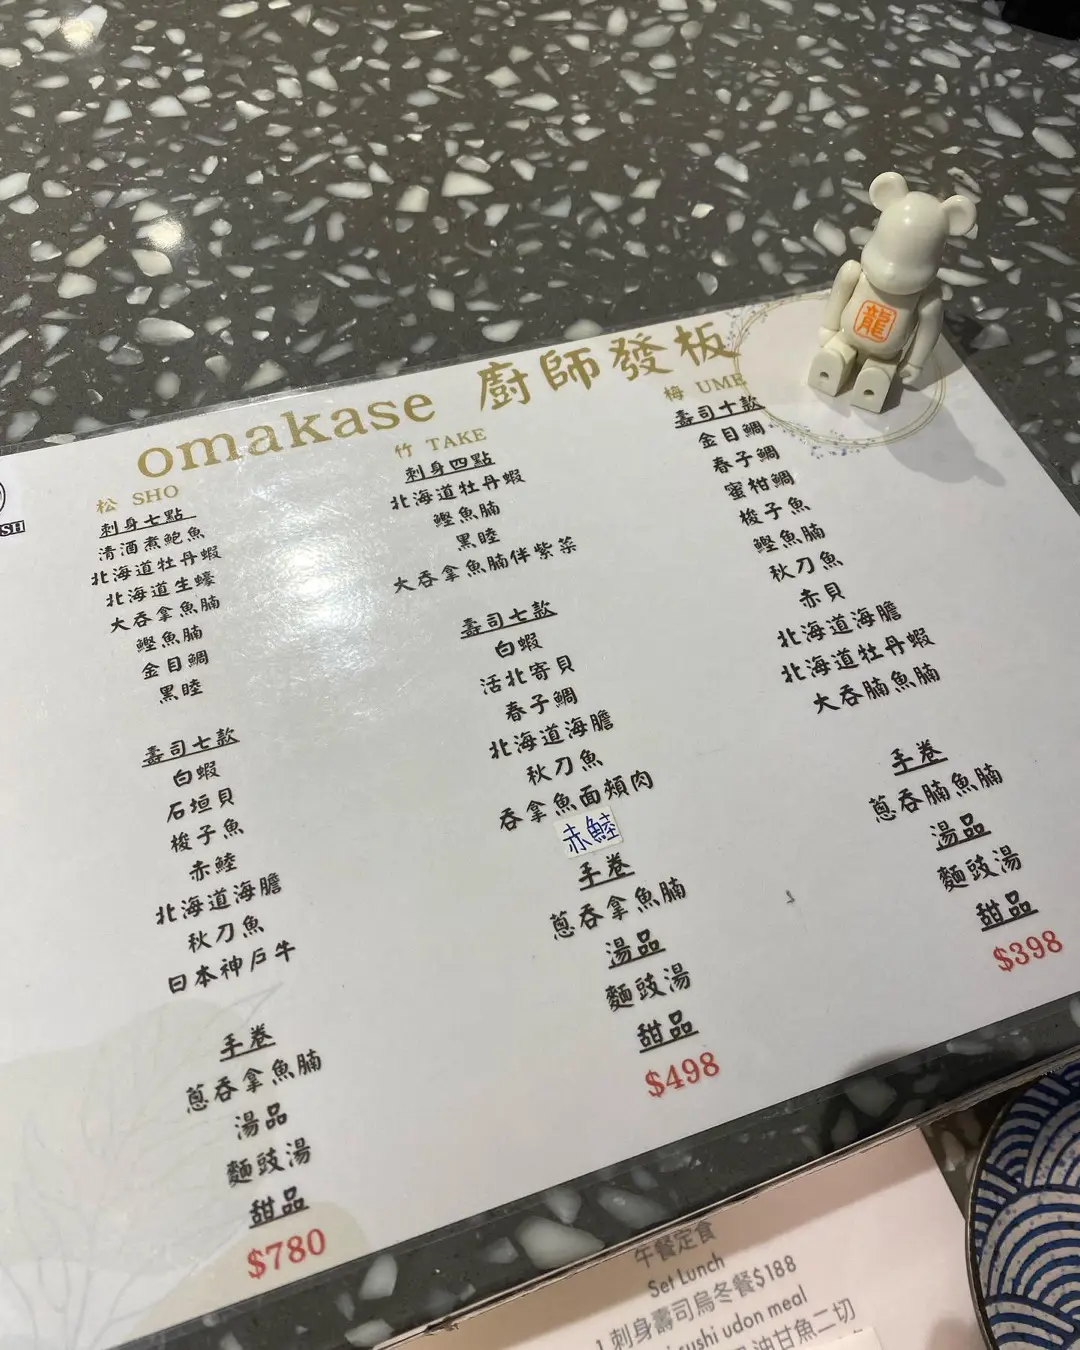 omakase 廚師發板
松 SHO
刺身七點
清酒煮鮑魚
北海道牡丹蝦
北海道生蠔
大吞拿魚腩
鰹魚腩
金目鯛
黑睦
壽司七款
白蝦
石垣貝
梭子魚
赤鯥
北海道海膽
秋刀魚
日本神戶牛
手卷
蔥吞拿魚腩
湯品
麵豉湯
甜品
$780
竹 TAKE
刺身四點
北海道牡丹蝦
鰹魚腩
黑睦
大吞拿魚腩伴紫菜
壽司七款
白蝦
活北寄貝
春子鯛
北海道海膽
秋刀魚
吞拿魚面頰肉
赤鯥
手卷
蔥吞拿魚腩
湯品
麵豉湯
甜品
$498
梅 UME
壽司十款
金目鯛
春子鯛
蜜柑鯛
梭子魚
鰹魚腩
秋刀魚
赤貝
北海道海膽
北海道牡丹蝦
大吞腩魚腩
手卷
蔥吞腩魚腩
湯品
麵豉湯
甜品
$398
龍
SH
午餐定食
Set Lunch
1 刺身壽司烏冬餐$188
sushi udon meal
油甘魚二切